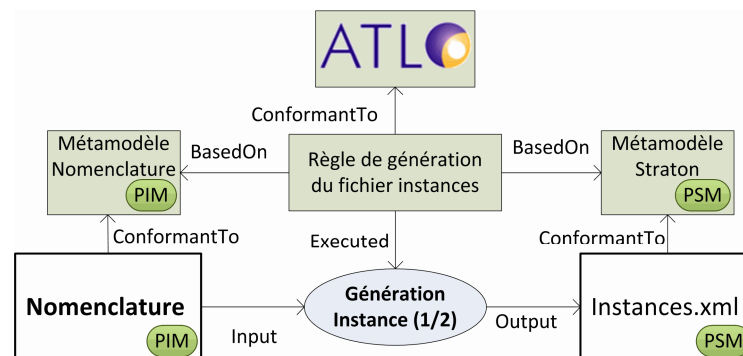 ATL
ConformantTo
Métamodèle
Nomenclature
PIM
BasedOn
Règle de génération
du fichier instances
BasedOn
Métamodèle
Straton
PSM
ConformantTo
Executed
ConformantTo
Nomenclature
PIM
Input
Génération
Instance (1/2)
Output
Instances.xml
PSM